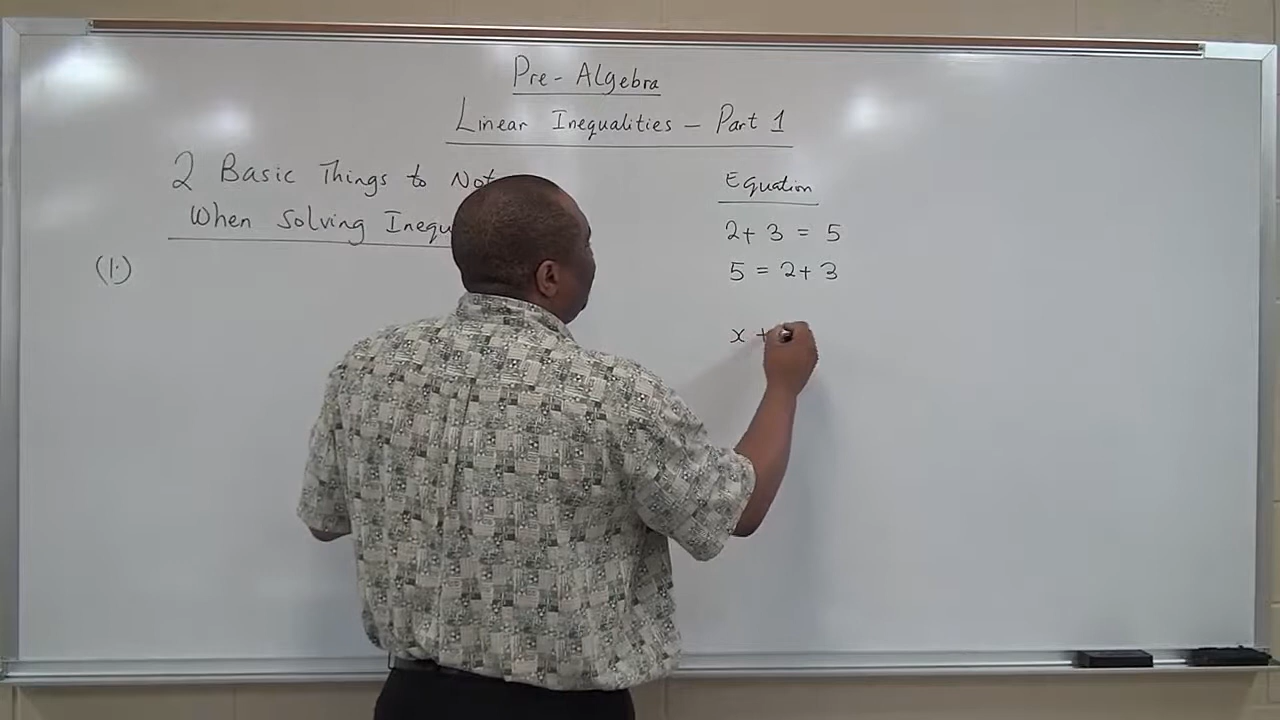 Pre-Algebra
Linear Inequalities - Part 1
2 Basic Things to
When Solving
(1.)
Equation
2 + 3 = 5
5 = 2 + 3
x +